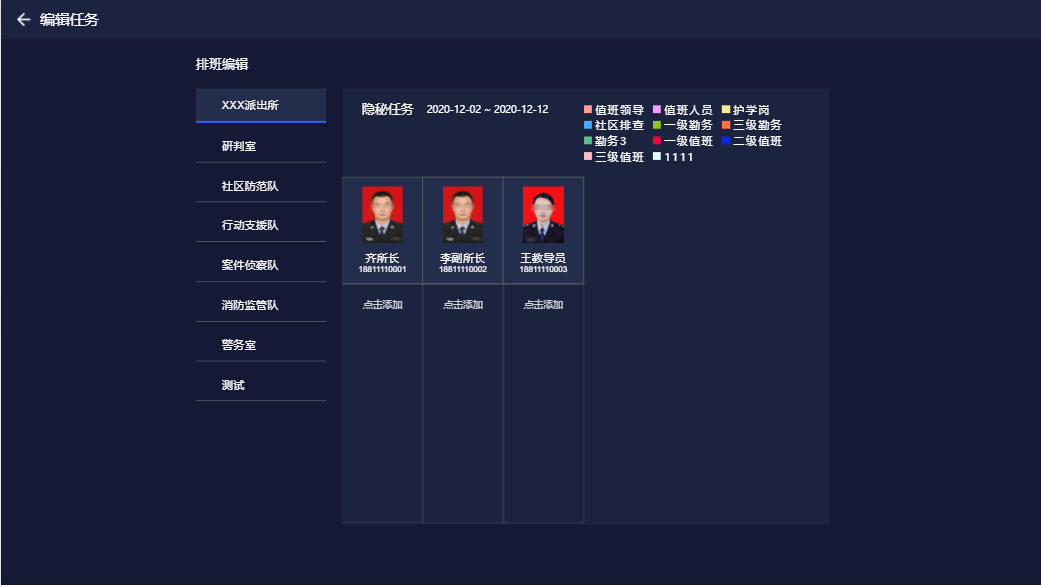 编辑任务
排班编辑
XXX派出所
研判室
社区防范队
行动支援队
案件侦察队
消防监管队
警务室
测试
隐秘任务 2020-12-02 ~ 2020-12-12
值班领导 值班人员 护学岗
社区排查 一级勤务 三级勤务
勤务3 一级值班 二级值班
三级值班 1111
齐所长 李副所长 王教导员
18811110001 18811110002 18811110003
点击添加 点击添加 点击添加